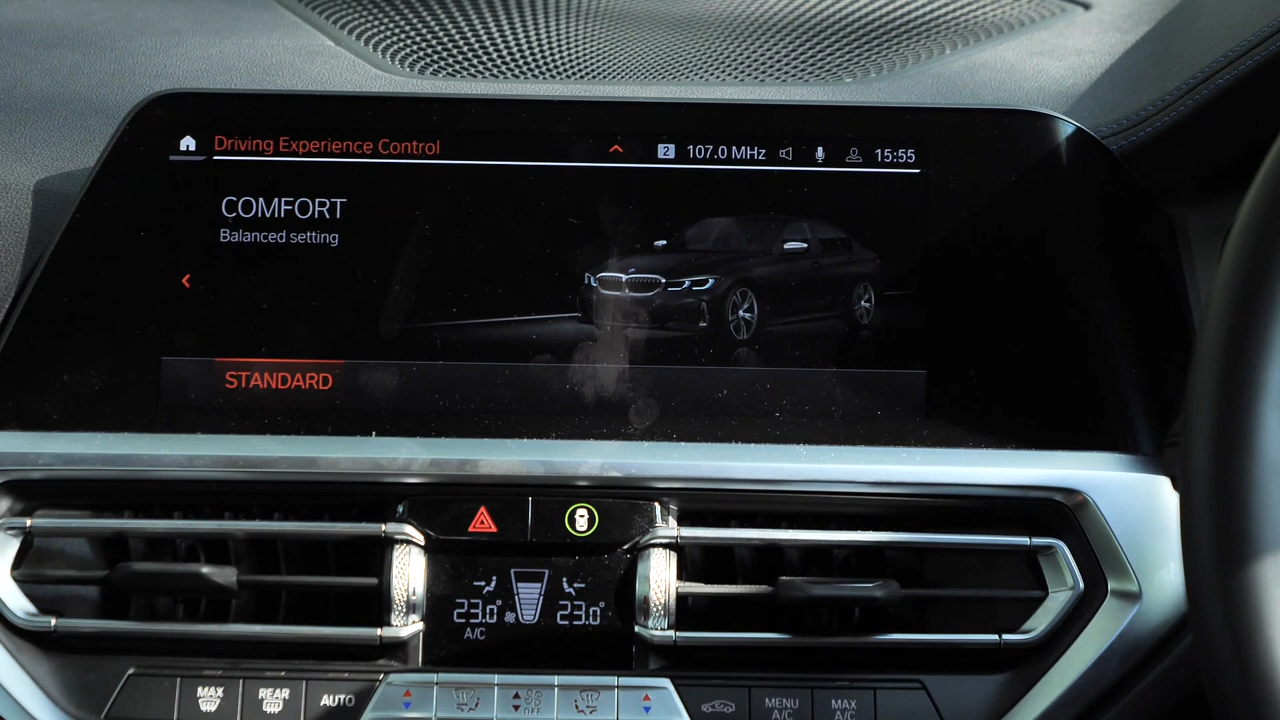 Driving Experience Control
2 107.0 MHz 15:55
COMFORT
Balanced setting
STANDARD
23.0° 23.0°
A/C
MAX REAR AUTO OFF MENU A/C MAX A/C